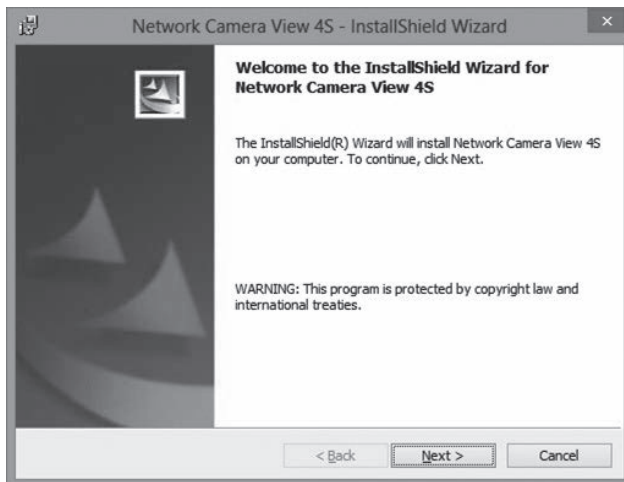 Network Camera View 4S - InstallShield Wizard
Welcome to the InstallShield Wizard for
Network Camera View 4S
The InstallShield(R) Wizard will install Network Camera View 4S
on your computer. To continue, click Next.
WARNING: This program is protected by copyright law and
international treaties.
< Back
Next >
Cancel